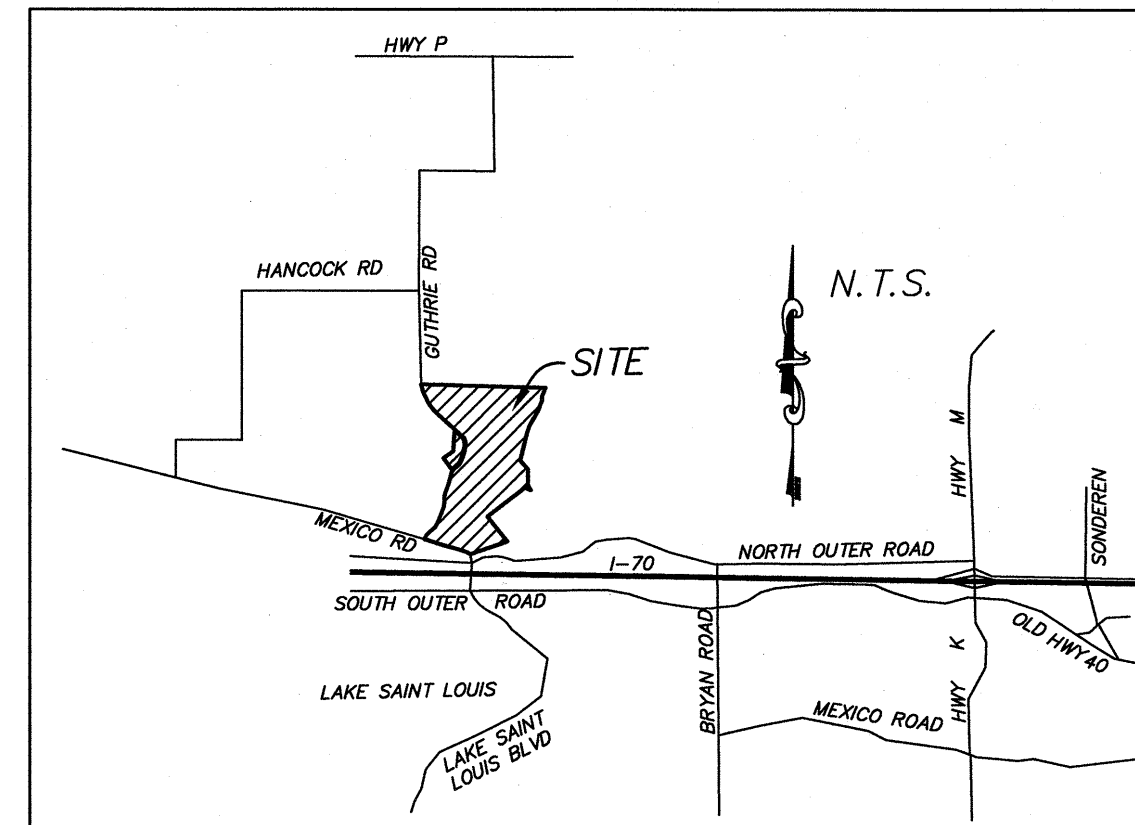 HWY P
HANCOCK RD
GUTHRIE RD
N.T.S.
SITE
HWY M
SONDEREN
MEXICO RD
NORTH OUTER ROAD
I-70
SOUTH OUTER ROAD
OLD HWY 40
BRYAN ROAD
HWY K
LAKE SAINT LOUIS
MEXICO ROAD
LAKE SAINT
LOUIS BLVD